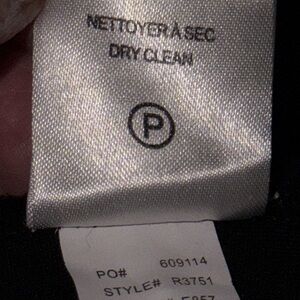 NETTOYER À SEC
DRY CLEAN
P
PO# 609114
STYLE# R3751